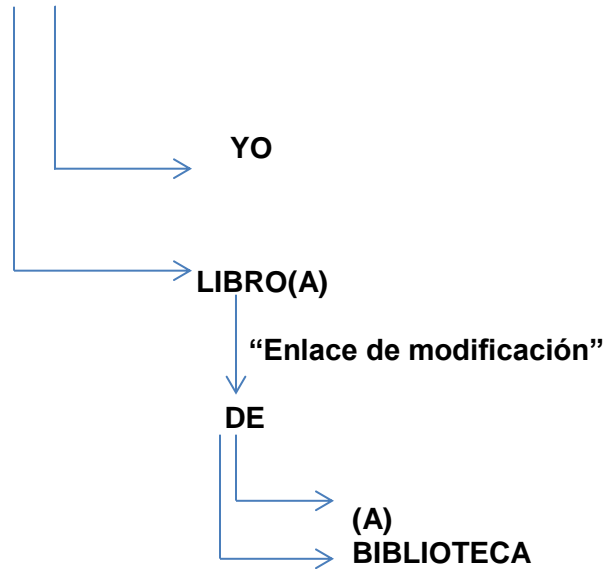 YO
LIBRO(A)
“Enlace de modificación”
DE
(A)
BIBLIOTECA